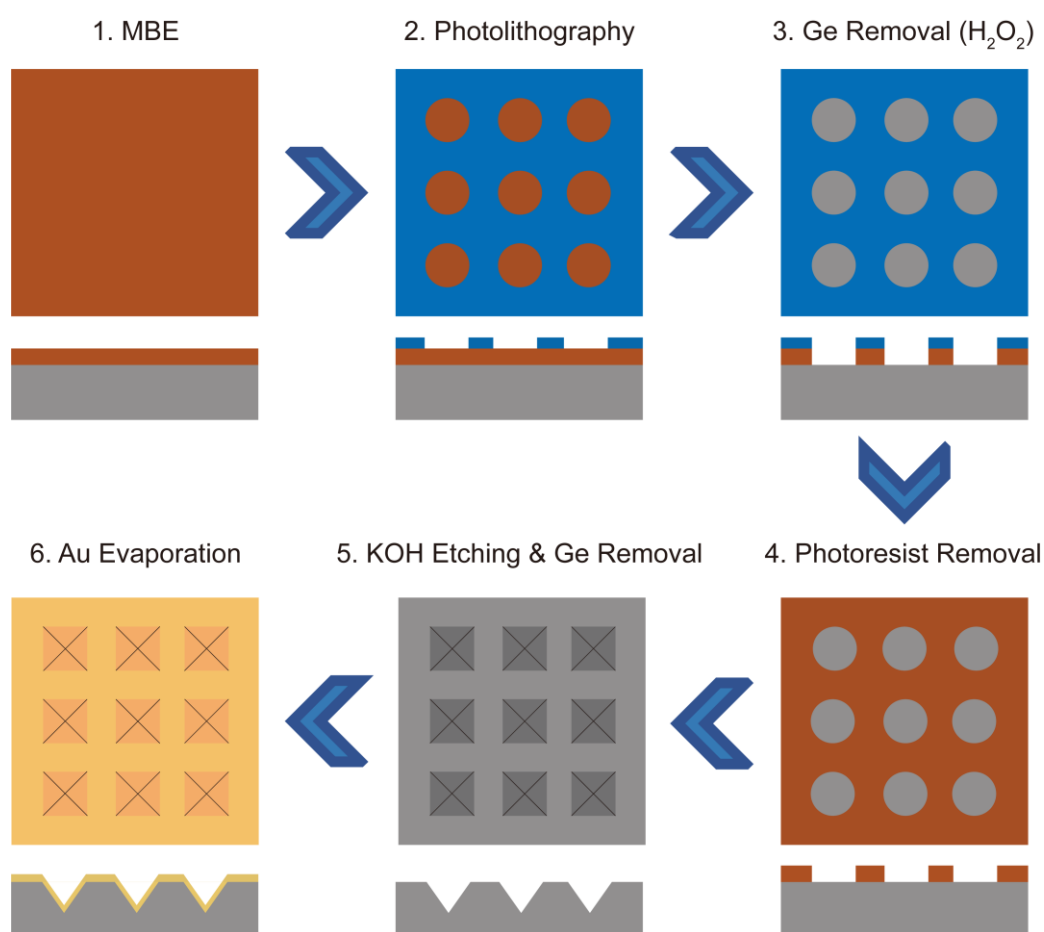 1. MBE
2. Photolithography
3. Ge Removal (H₂O₂)
4. Photoresist Removal
5. KOH Etching & Ge Removal
6. Au Evaporation